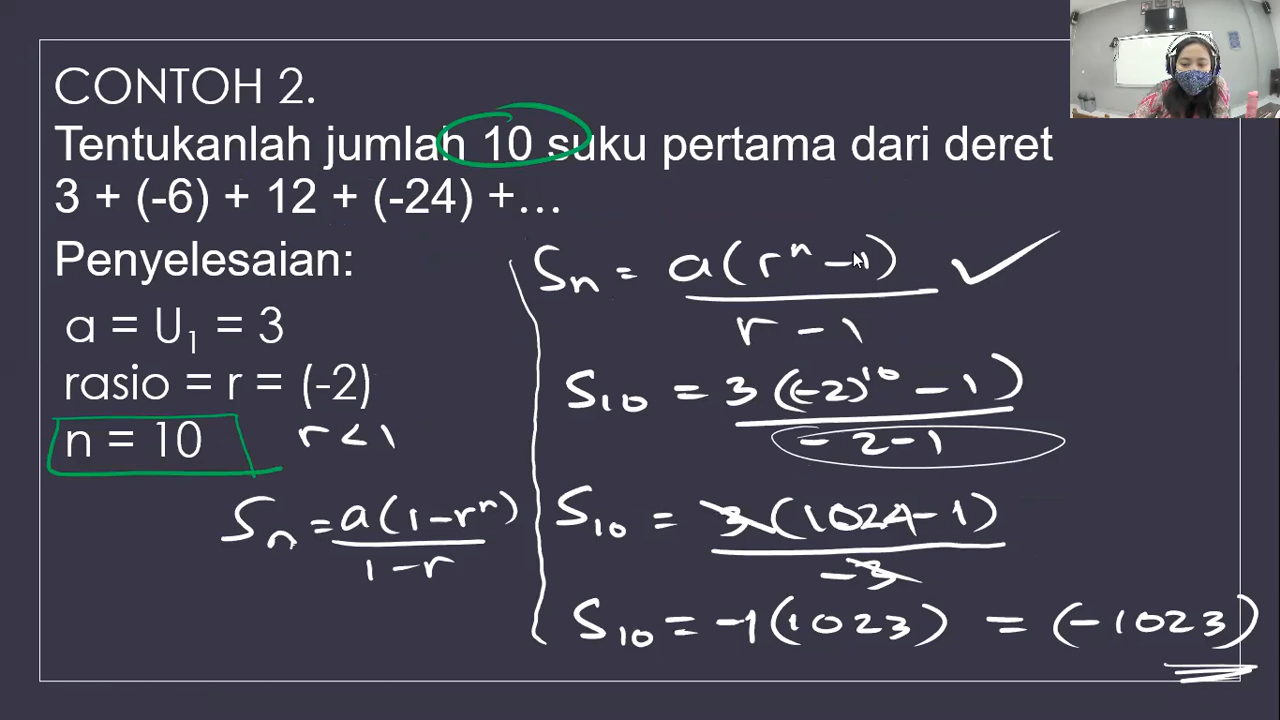 CONTOH 2.
Tentukanlah jumlah 10 suku pertama dari deret
3 + (-6) + 12 + (-24) +...
Penyelesaian:
a = U₁ = 3
rasio = r = (-2)
n = 10
r < 1
Sn = a(1-rⁿ) / 1-r
Sn = a(rⁿ-1) / r-1
S10 = 3((-2)¹⁰ - 1) / -2-1
S10 = 3(1024-1) / -3
S10 = -1(1023) = (-1023)